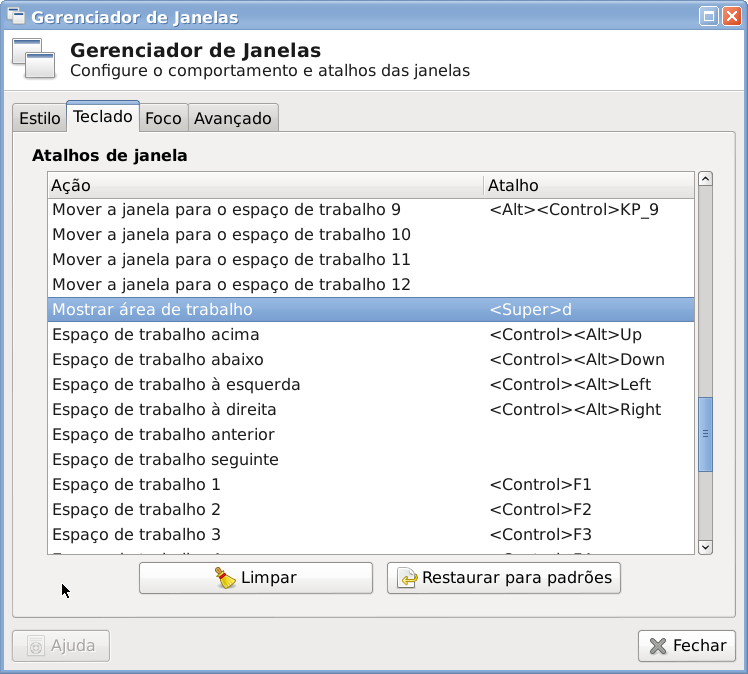 Gerenciador de Janelas
Gerenciador de Janelas
Configure o comportamento e atalhos das janelas
Estilo Teclado Foco Avançado
Atalhos de janela
Ação Atalho
Mover a janela para o espaço de trabalho 9 <Alt><Control>KP_9
Mover a janela para o espaço de trabalho 10
Mover a janela para o espaço de trabalho 11
Mover a janela para o espaço de trabalho 12
Mostrar área de trabalho <Super>d
Espaço de trabalho acima <Control><Alt>Up
Espaço de trabalho abaixo <Control><Alt>Down
Espaço de trabalho à esquerda <Control><Alt>Left
Espaço de trabalho à direita <Control><Alt>Right
Espaço de trabalho anterior
Espaço de trabalho seguinte
Espaço de trabalho 1 <Control>F1
Espaço de trabalho 2 <Control>F2
Espaço de trabalho 3 <Control>F3
Limpar Restaurar para padrões
Ajuda Fechar